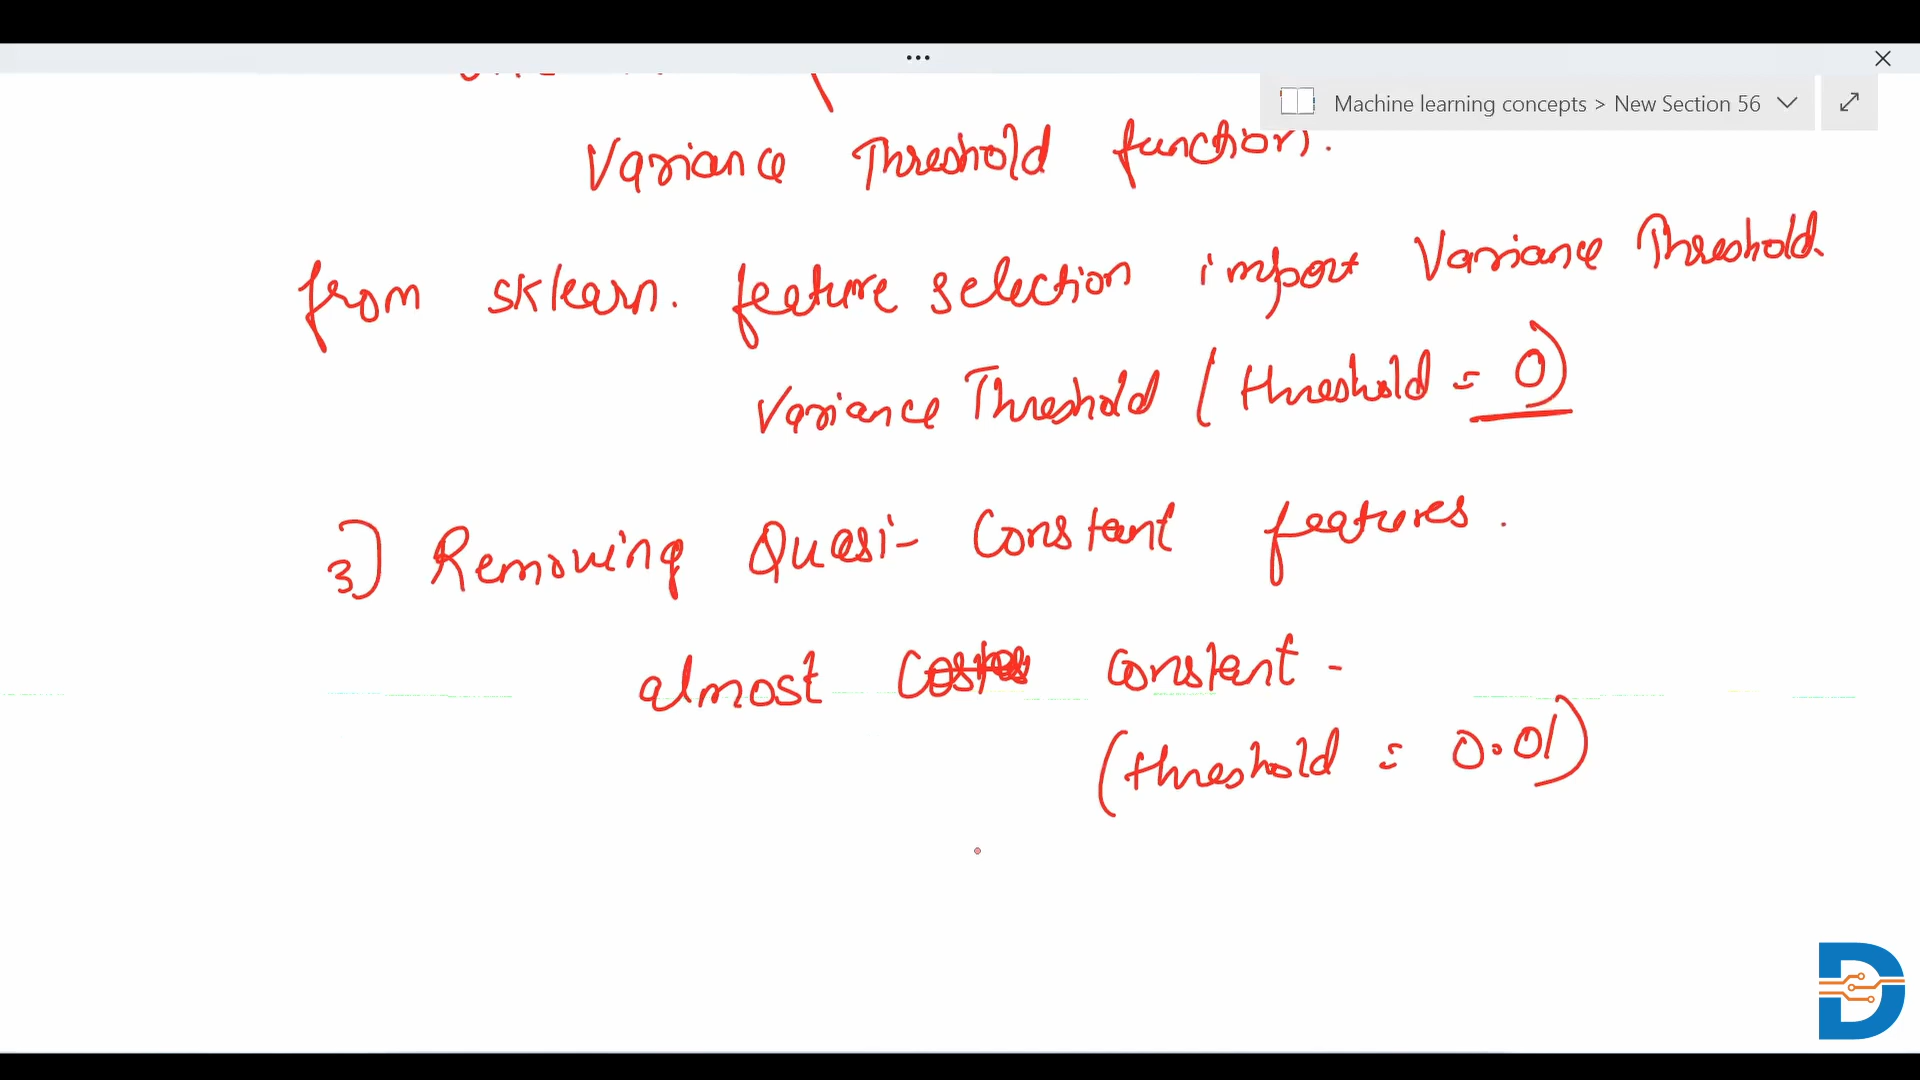 Machine learning concepts > New Section 56
Variance Threshold function.
from sklearn. feature selection import Variance Threshold.
Variance Threshold ( threshold = 0)
3) Removing Quasi- Constant features.
almost constant -
(threshold = 0.01)